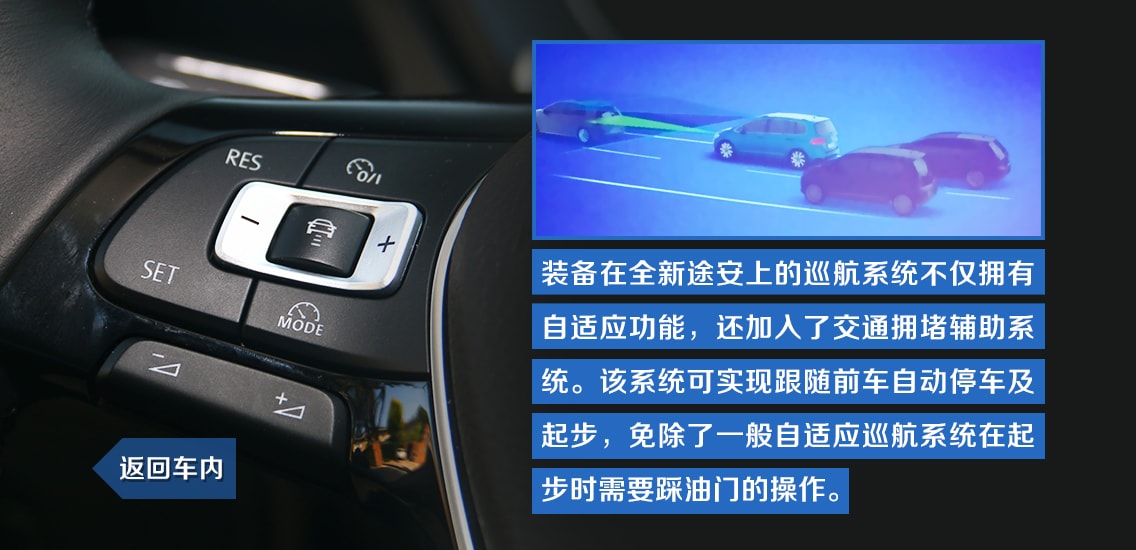 RES
0/I
SET
MODE
返回车内
装备在全新途安上的巡航系统不仅拥有
自适应功能，还加入了交通拥堵辅助系
统。该系统可实现跟随前车自动停车及
起步，免除了一般自适应巡航系统在起
步时需要踩油门的操作。